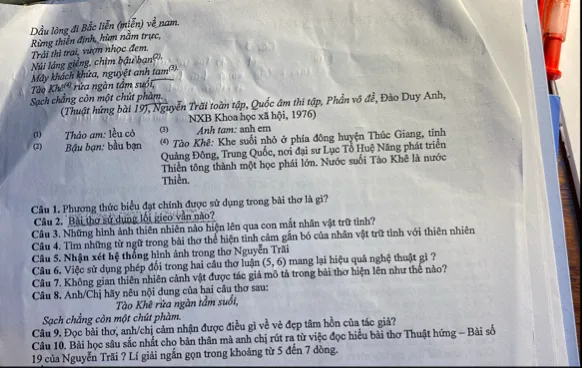 Dầu lòng đi Bắc liễn (miễn) về nam.
Rừng thiền định, hùm nằm trực,
Trái thì trai, vượn nhọc đem.
Núi láng giềng, chim bầu bạn(2),
Mây khách khứa, nguyệt anh tam(3).
Tào Khê(4) rửa ngàn tầm suối,
Sạch chẳng còn một chút phàm.
(Thuật hứng bài 19, Nguyễn Trãi toàn tập, Quốc âm thi tập, Phần vô đề, Đào Duy Anh,
NXB Khoa học xã hội, 1976)
(1) Thảo am: lều cỏ
(2) Bậu bạn: bầu bạn
(3) Anh tam: anh em
(4) Tào Khê: Khe suối nhỏ ở phía đông huyện Thúc Giang, tỉnh
Quảng Đông, Trung Quốc, nơi đại sư Lục Tổ Huệ Năng phát triển
Thiền tông thành một học phái lớn. Nước suối Tào Khê là nước
Thiền.
Câu 1. Phương thức biểu đạt chính được sử dụng trong bài thơ là gì?
Câu 2. Bài thơ sử dụng lối gieo vần nào?
Câu 3. Những hình ảnh thiên nhiên nào hiện lên qua con mắt nhân vật trữ tình?
Câu 4. Tìm những từ ngữ trong bài thơ thể hiện tình cảm gắn bó của nhân vật trữ tình với thiên nhiên
Câu 5. Nhận xét hệ thống hình ảnh trong thơ Nguyễn Trãi
Câu 6. Việc sử dụng phép đối trong hai câu thơ luận (5, 6) mang lại hiệu quả nghệ thuật gì ?
Câu 7. Không gian thiên nhiên cảnh vật được tác giả mô tả trong bài thơ hiện lên như thế nào?
Câu 8. Anh/Chị hãy nêu nội dung của hai câu thơ sau:
Tào Khê rửa ngàn tầm suối,
Sạch chẳng còn một chút phàm.
Câu 9. Đọc bài thơ, anh/chị cảm nhận được điều gì về vẻ đẹp tâm hồn của tác giả?
Câu 10. Bài học sâu sắc nhất cho bản thân mà anh chị rút ra từ việc đọc hiểu bài thơ Thuật hứng – Bài số
19 của Nguyễn Trãi ? Lí giải ngắn gọn trong khoảng từ 5 đến 7 dòng.